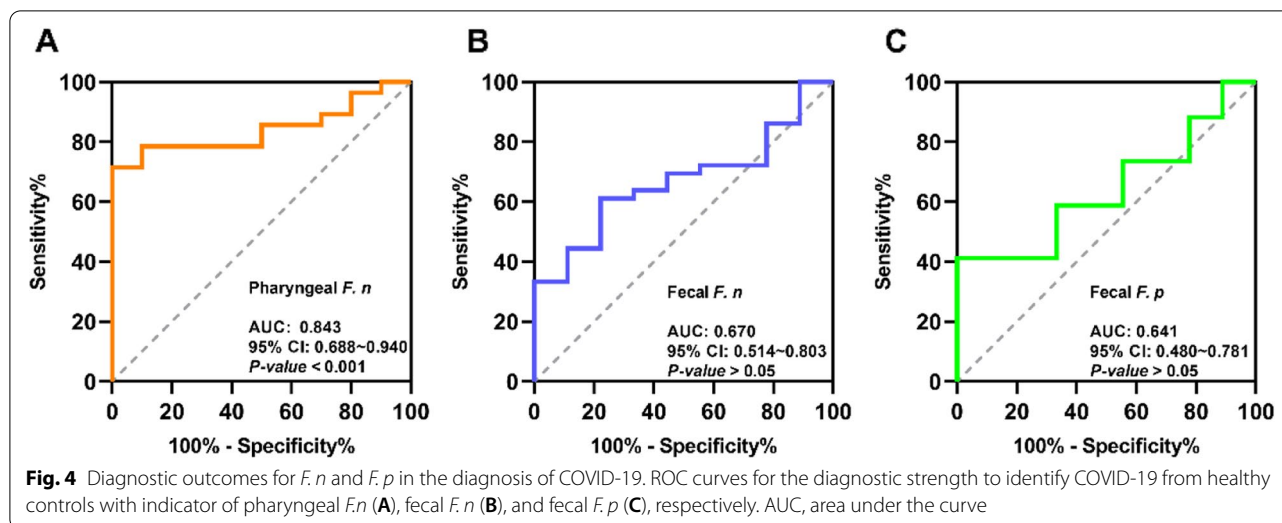 A
B
C
100
80
60
40
20
0
Sensitivity%
Pharyngeal F. n
AUC: 0.843
95% CI: 0.688~0.940
P-value < 0.001
0 20 40 60 80 100
100% - Specificity%
100
80
60
40
20
0
Sensitivity%
Fecal F. n
AUC: 0.670
95% CI: 0.514~0.803
P-value > 0.05
0 20 40 60 80 100
100% - Specificity%
100
80
60
40
20
0
Sensitivity%
Fecal F. p
AUC: 0.641
95% CI: 0.480~0.781
P-value > 0.05
0 20 40 60 80 100
100% - Specificity%
Fig. 4 Diagnostic outcomes for F. n and F. p in the diagnosis of COVID-19. ROC curves for the diagnostic strength to identify COVID-19 from healthy
controls with indicator of pharyngeal F.n (A), fecal F. n (B), and fecal F. p (C), respectively. AUC, area under the curve